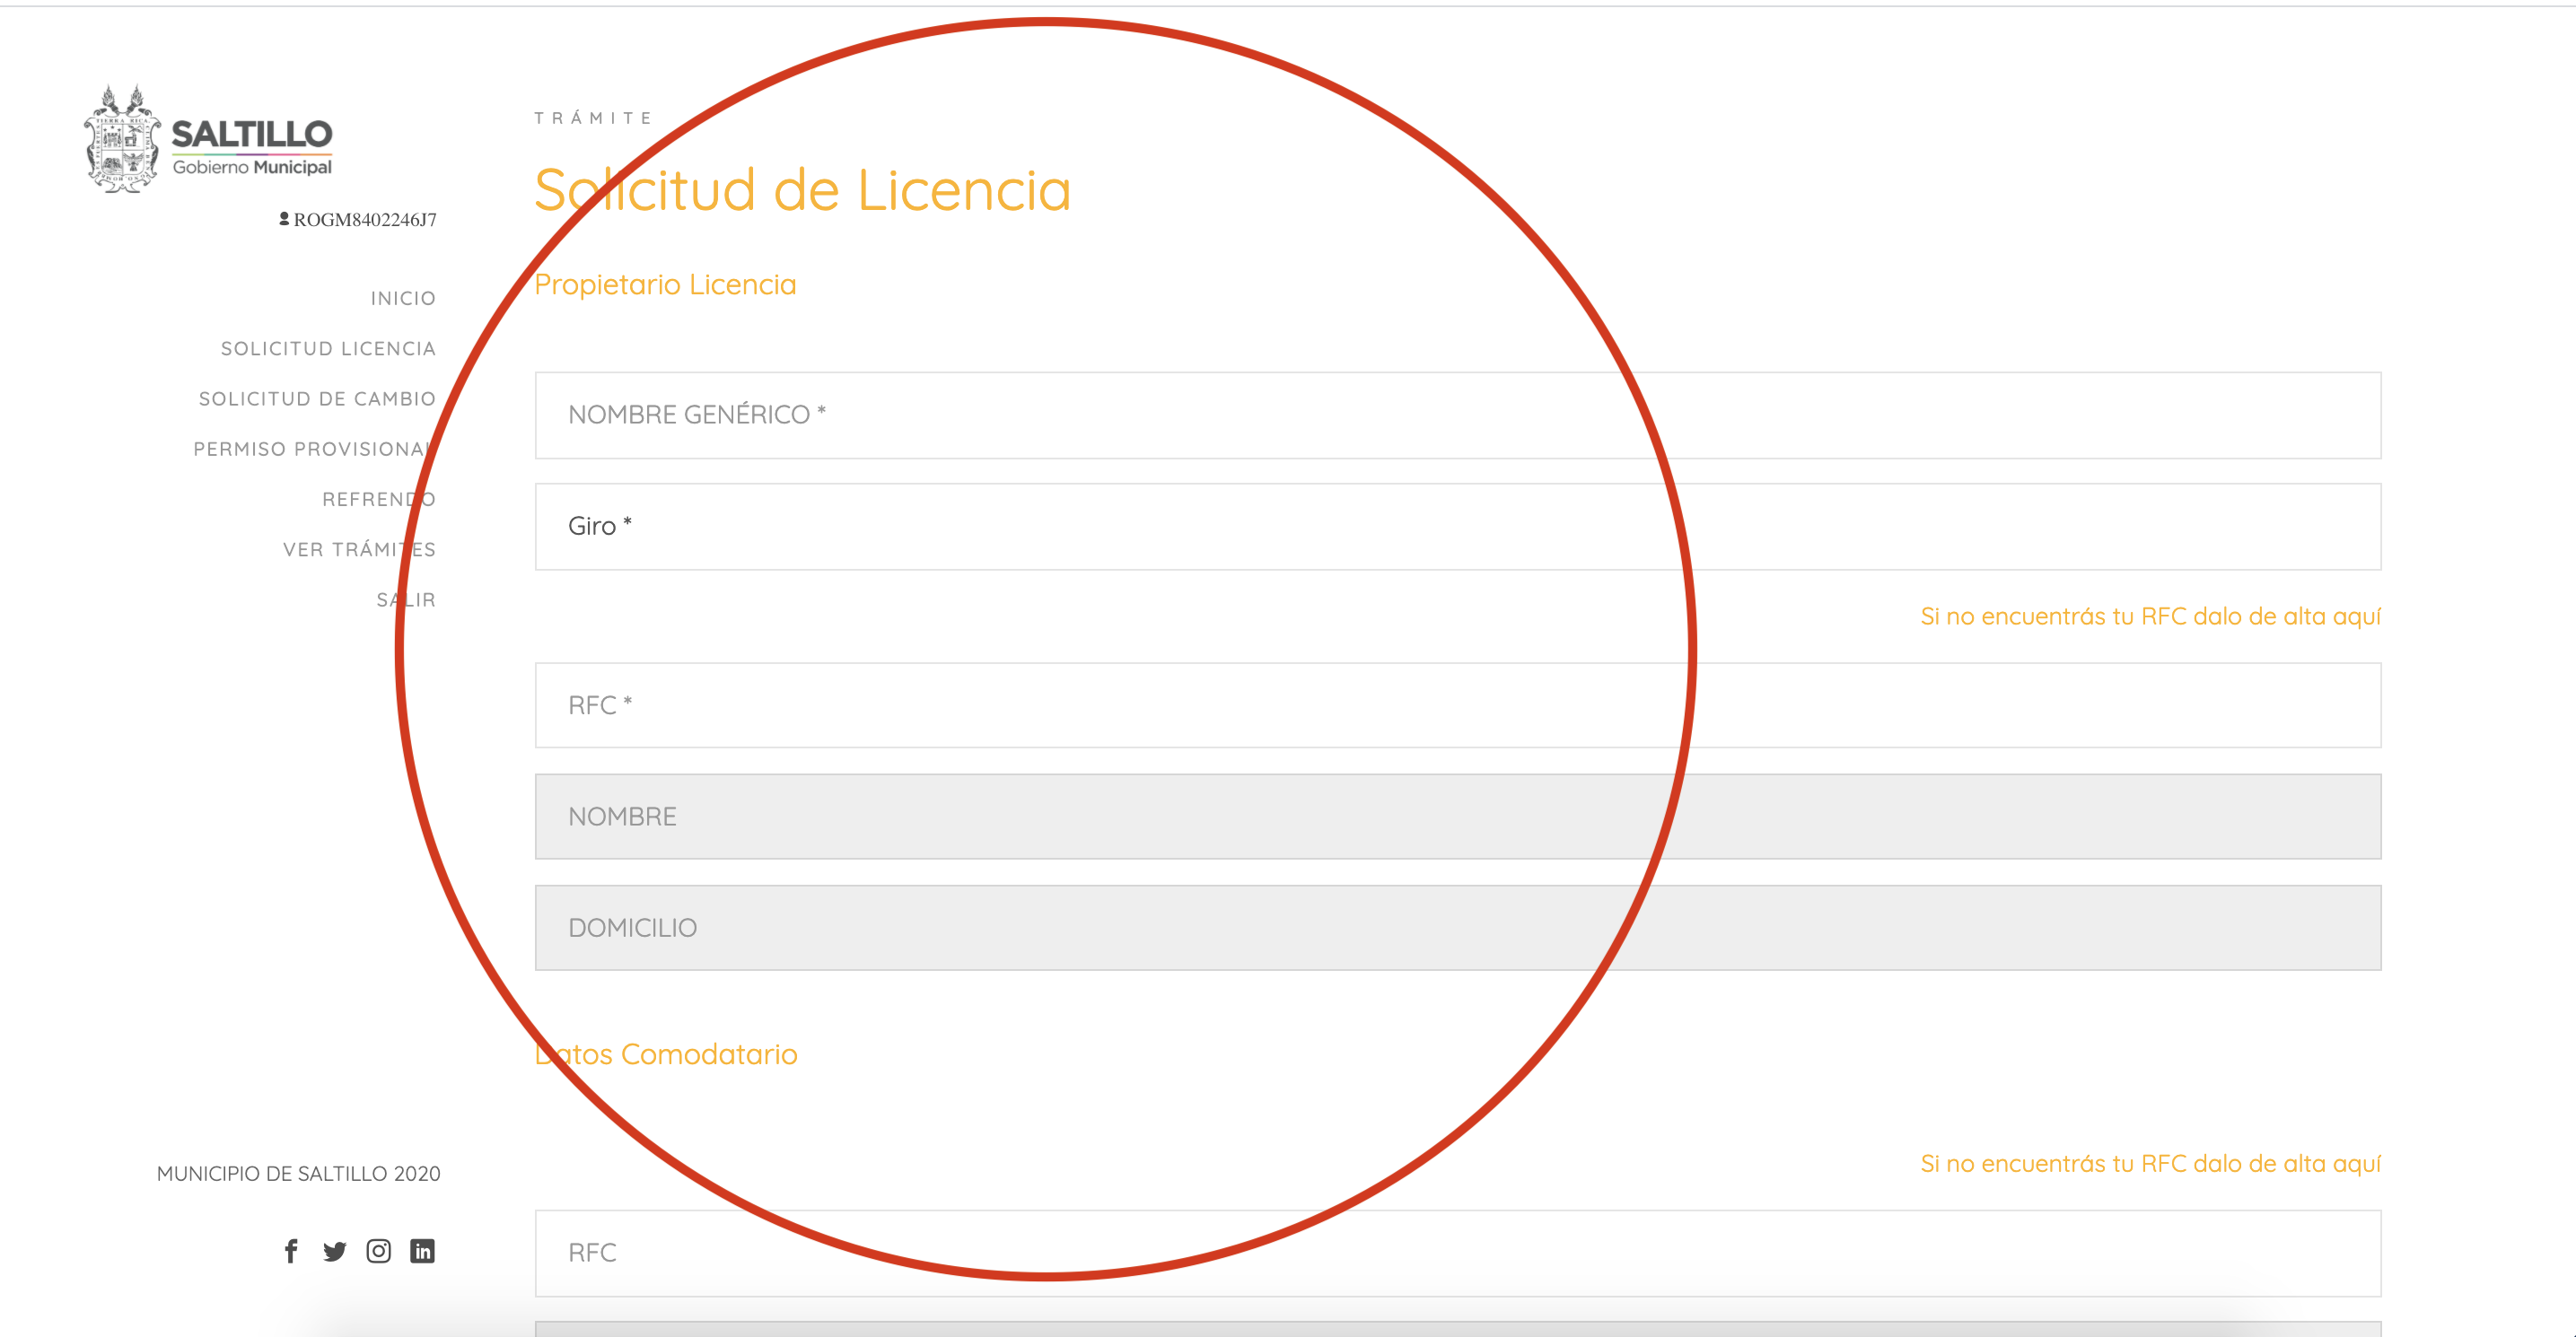 SALTILLO
Gobierno Municipal
ROGM8402246J7
INICIO
SOLICITUD LICENCIA
SOLICITUD DE CAMBIO
PERMISO PROVISIONAL
REFRENDO
VER TRÁMITES
SALIR
MUNICIPIO DE SALTILLO 2020
TRÁMITE
Solicitud de Licencia
Propietario Licencia
NOMBRE GENÉRICO *
Giro *
Si no encuentrás tu RFC dalo de alta aquí
RFC *
NOMBRE
DOMICILIO
Datos Comodatario
Si no encuentrás tu RFC dalo de alta aquí
RFC